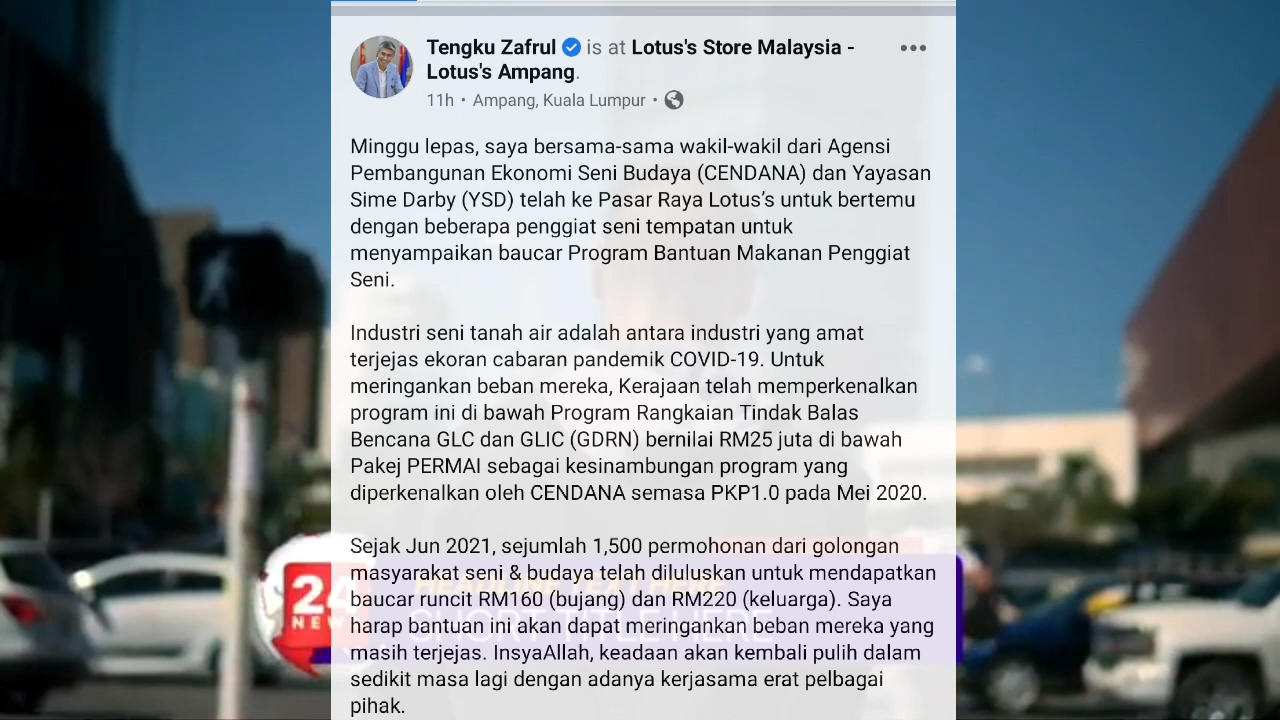 Tengku Zafrul is at Lotus's Store Malaysia -
Lotus's Ampang.
11h • Ampang, Kuala Lumpur •
Minggu lepas, saya bersama-sama wakil-wakil dari Agensi
Pembangunan Ekonomi Seni Budaya (CENDANA) dan Yayasan
Sime Darby (YSD) telah ke Pasar Raya Lotus’s untuk bertemu
dengan beberapa penggiat seni tempatan untuk
menyampaikan baucar Program Bantuan Makanan Penggiat
Seni.
Industri seni tanah air adalah antara industri yang amat
terjejas ekoran cabaran pandemik COVID-19. Untuk
meringankan beban mereka, Kerajaan telah memperkenalkan
program ini di bawah Program Rangkaian Tindak Balas
Bencana GLC dan GLIC (GDRN) bernilai RM25 juta di bawah
Pakej PERMAI sebagai kesinambungan program yang
diperkenalkan oleh CENDANA semasa PKP1.0 pada Mei 2020.
Sejak Jun 2021, sejumlah 1,500 permohonan dari golongan
masyarakat seni & budaya telah diluluskan untuk mendapatkan
baucar runcit RM160 (bujang) dan RM220 (keluarga). Saya
harap bantuan ini akan dapat meringankan beban mereka yang
masih terjejas. InsyaAllah, keadaan akan kembali pulih dalam
sedikit masa lagi dengan adanya kerjasama erat pelbagai
pihak.
24
NEWS
SHORT TITLE HERE